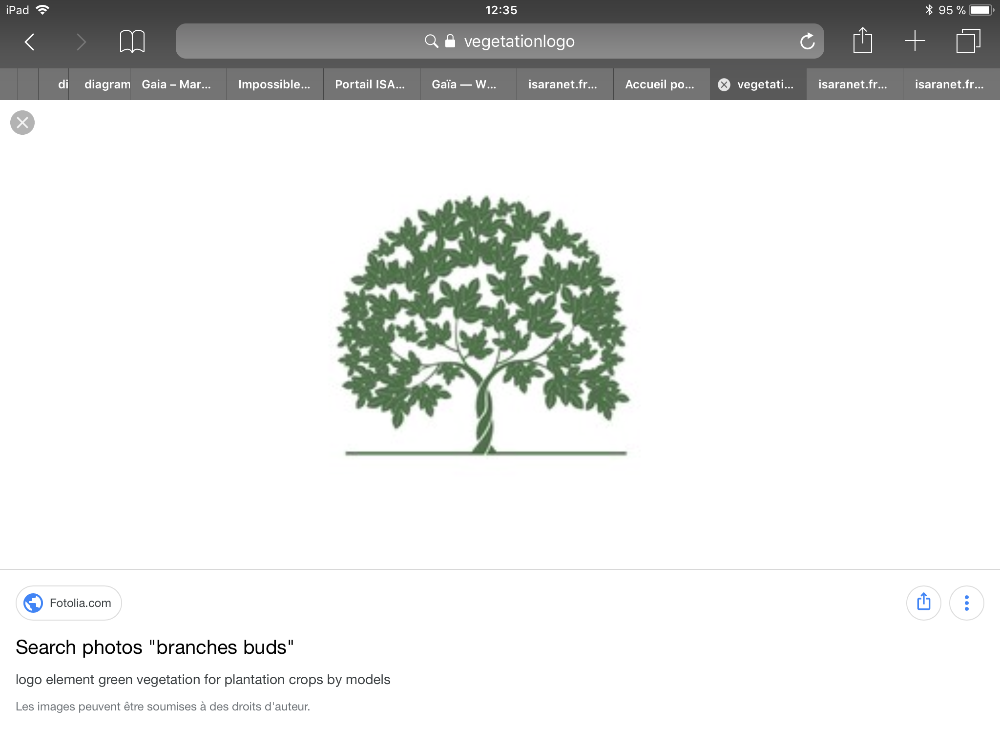 iPad 12:35 95 %
vegetationlogo
di diagram Gaia – Mar... Impossible... Portail ISA... Gaïa — W... isaranet.fr... Accueil po... vegetati... isaranet.fr... isaranet.fr...
Fotolia.com
Search photos "branches buds"
logo element green vegetation for plantation crops by models
Les images peuvent être soumises à des droits d'auteur.